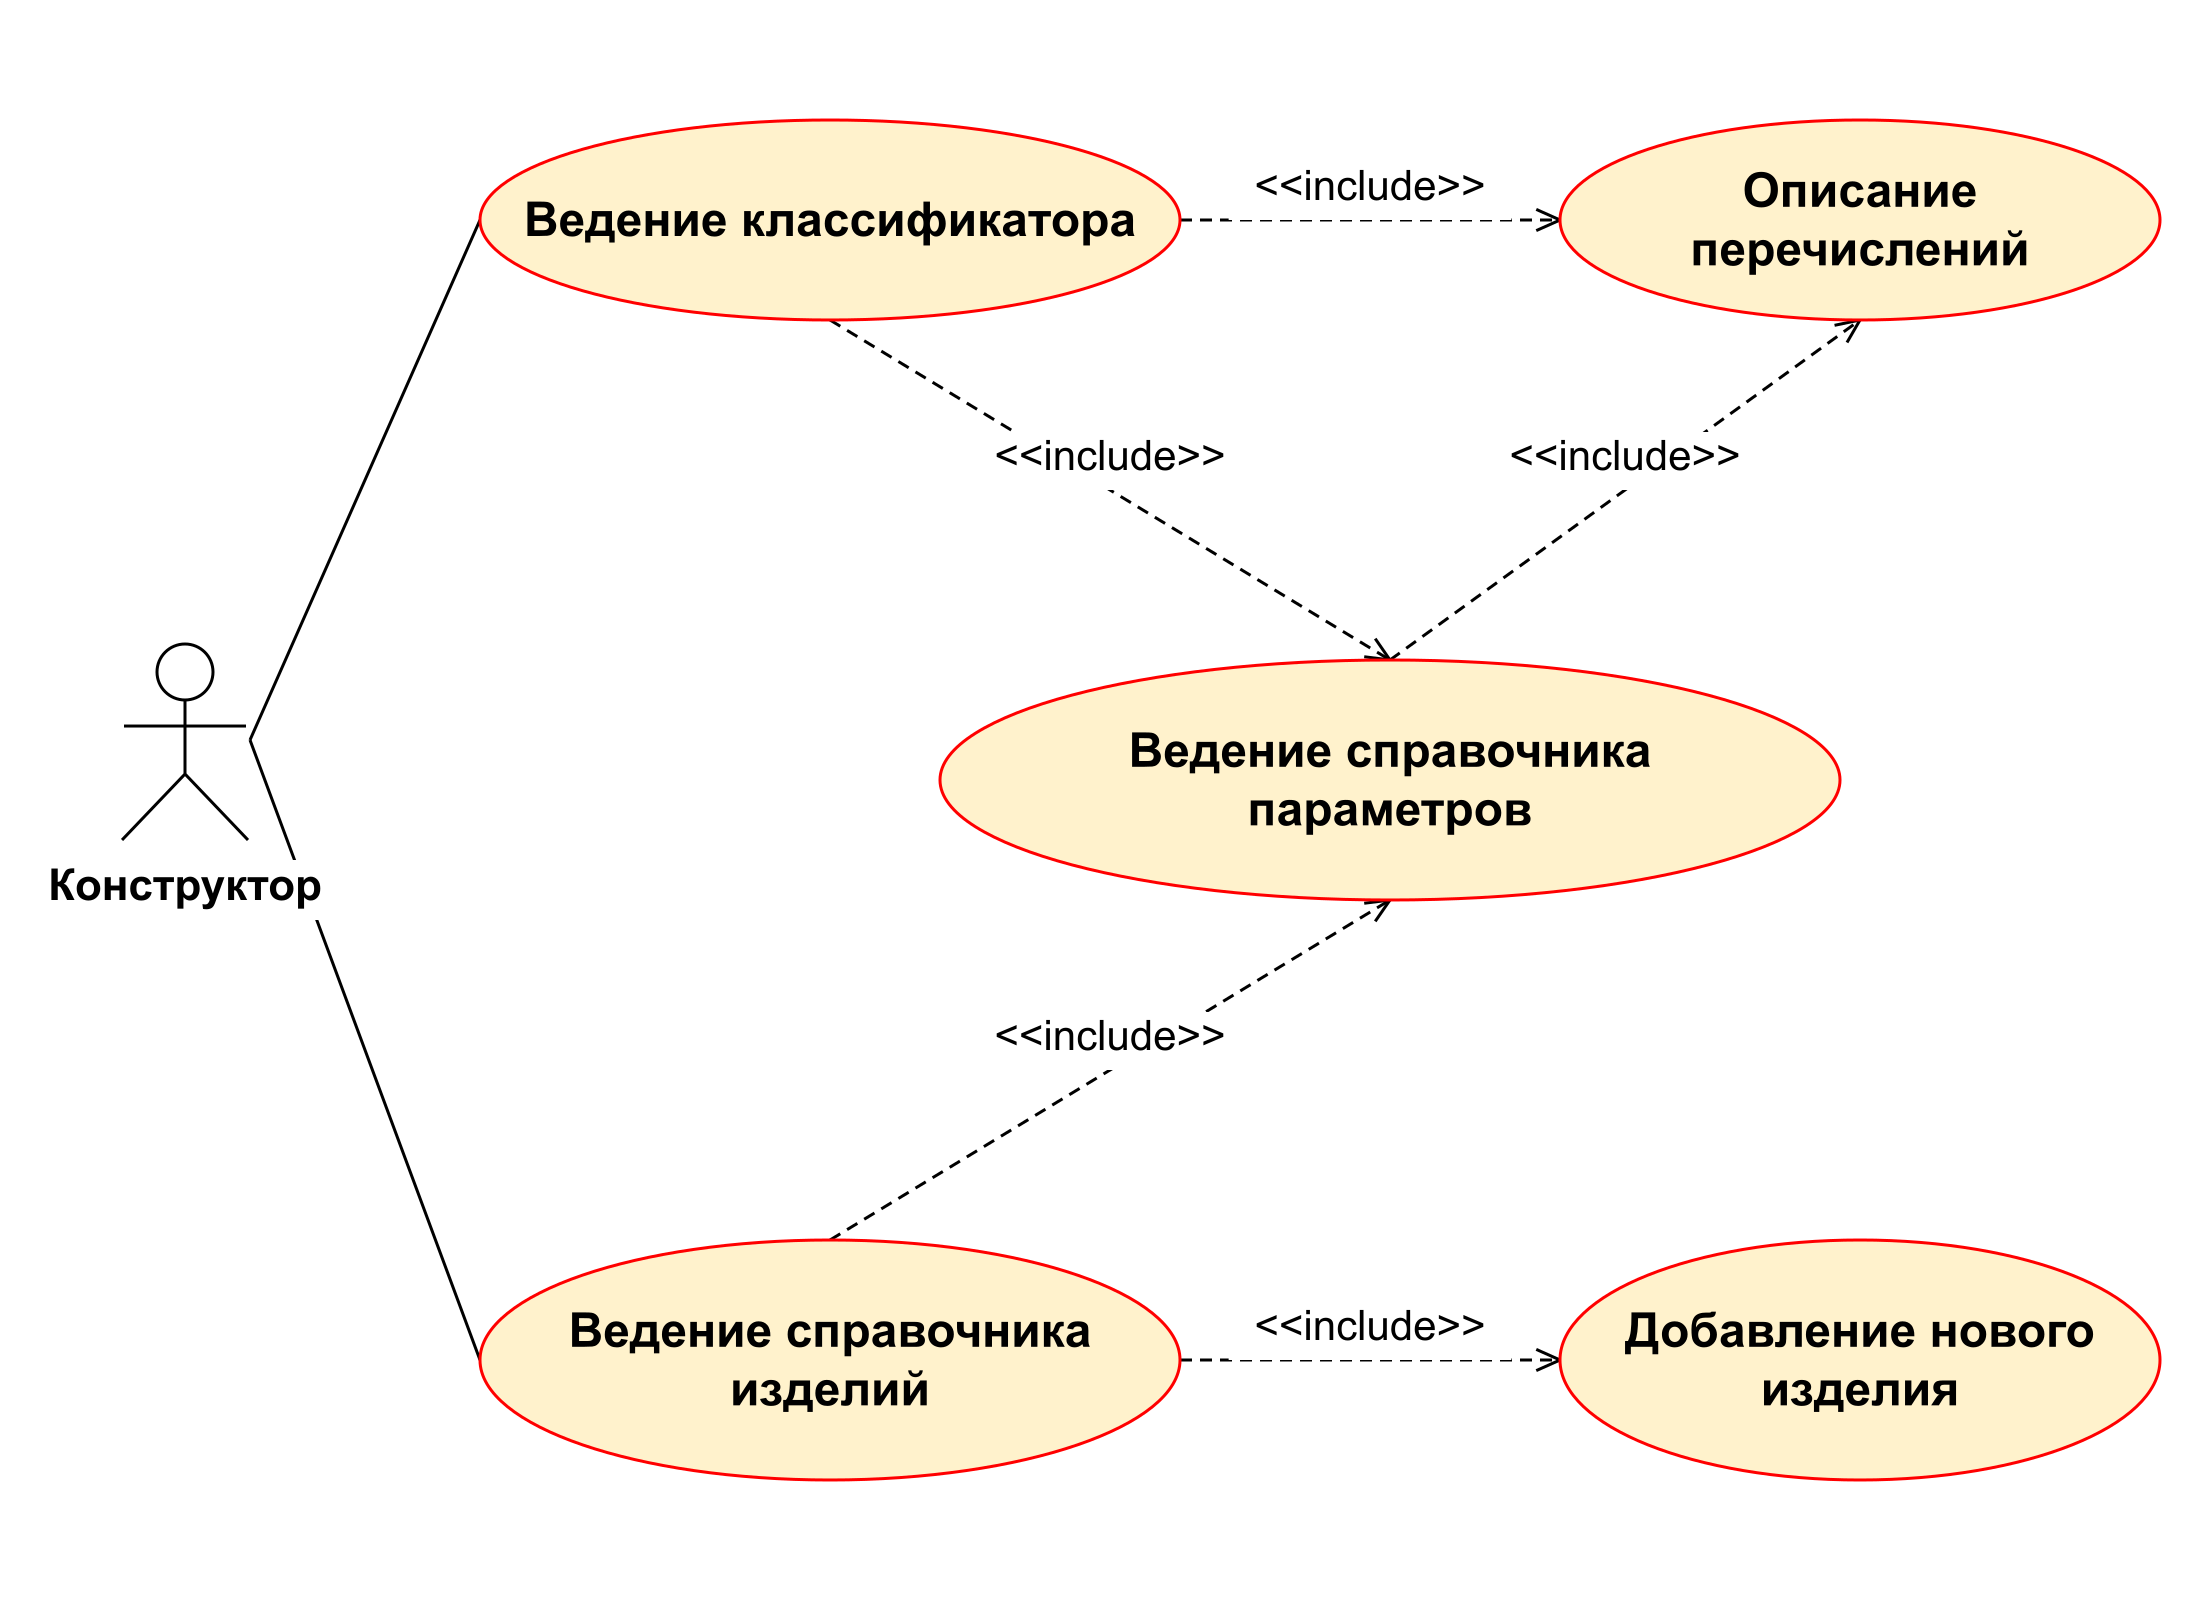 <<include>>
Ведение классификатора
Описание
перечислений
<<include>>
<<include>>
Ведение справочника
параметров
Конструктор
<<include>>
Ведение справочника
изделий
<<include>>
Добавление нового
изделия